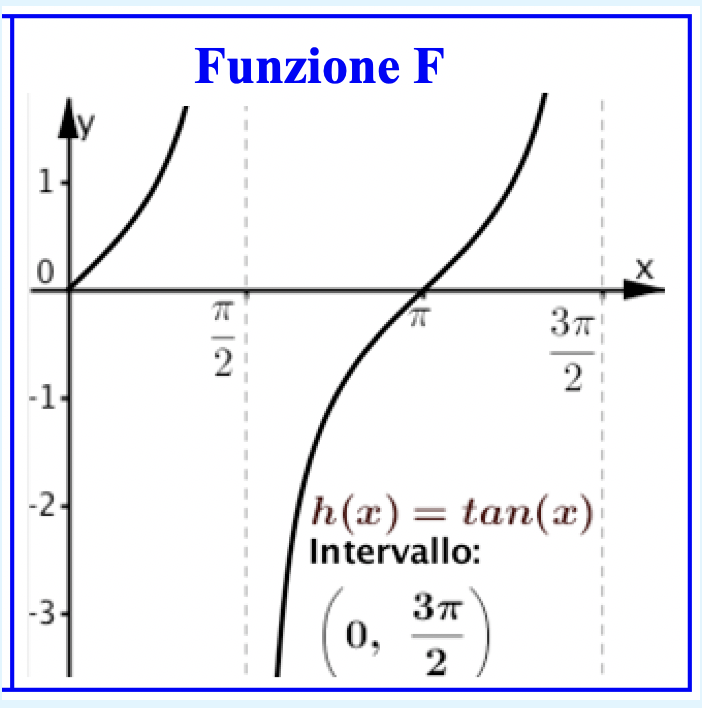 Funzione F
y
1
0
x
π/2
π
3π/2
-1
-2
h(x) = tan(x)
Intervallo:
-3
(0, 3π/2)